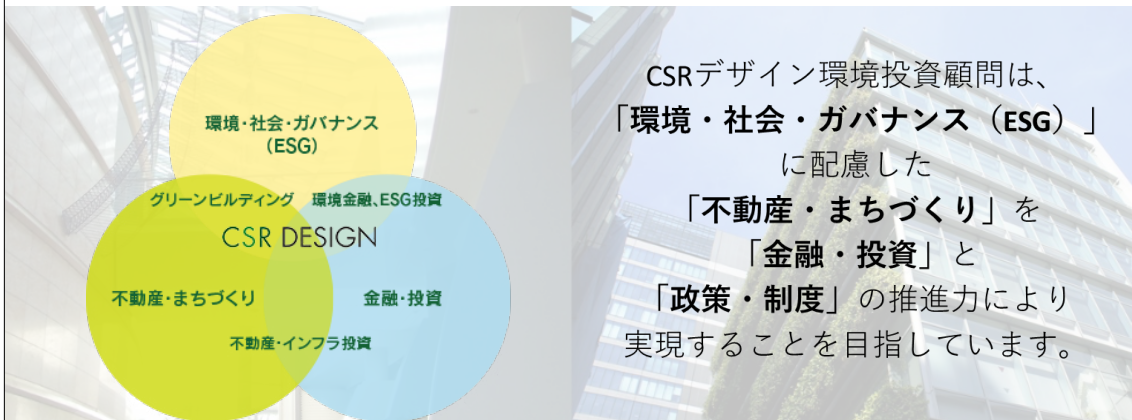 環境・社会・ガバナンス
(ESG)
グリーンビルディング 環境金融、ESG投資
CSR DESIGN
不動産・まちづくり 金融・投資
不動産・インフラ投資
CSRデザイン環境投資顧問は、
「環境・社会・ガバナンス（ESG）」
に配慮した
「不動産・まちづくり」を
「金融・投資」と
「政策・制度」の推進力により
実現することを目指しています。